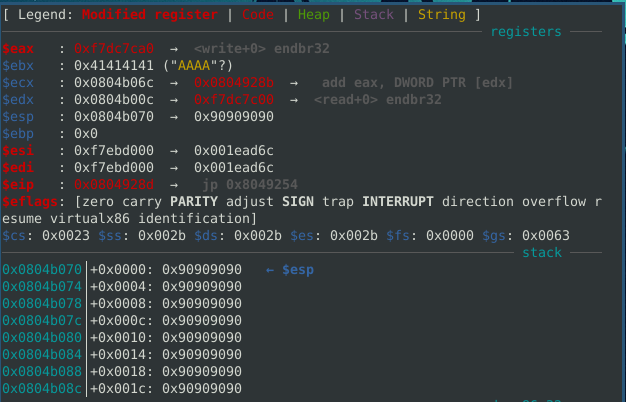 [ Legend: Modified register | Code | Heap | Stack | String ]
registers
$eax   : 0xf7dc7ca0  →  <write+0> endbr32
$ebx   : 0x41414141 ("AAAA"?)
$ecx   : 0x0804b06c  →  0x0804928b  →   add eax, DWORD PTR [edx]
$edx   : 0x0804b00c  →  0xf7dc7c00  →  <read+0> endbr32
$esp   : 0x0804b070  →  0x90909090
$ebp   : 0x0
$esi   : 0xf7ebd000  →  0x001ead6c
$edi   : 0xf7ebd000  →  0x001ead6c
$eip   : 0x0804928d  →   jp 0x8049254
$eflags: [zero carry PARITY adjust SIGN trap INTERRUPT direction overflow r
esume virtualx86 identification]
$cs: 0x0023 $ss: 0x002b $ds: 0x002b $es: 0x002b $fs: 0x0000 $gs: 0x0063
stack
0x0804b070│+0x0000: 0x90909090   ← $esp
0x0804b074│+0x0004: 0x90909090
0x0804b078│+0x0008: 0x90909090
0x0804b07c│+0x000c: 0x90909090
0x0804b080│+0x0010: 0x90909090
0x0804b084│+0x0014: 0x90909090
0x0804b088│+0x0018: 0x90909090
0x0804b08c│+0x001c: 0x90909090